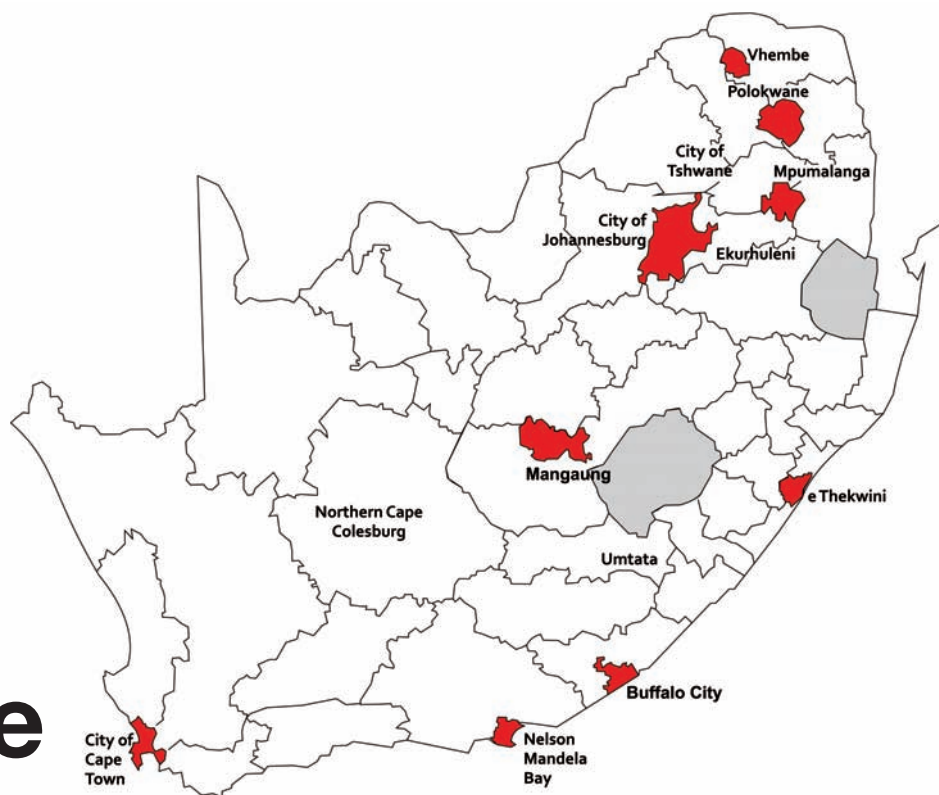 Vhembe
Polokwane
City of
Tshwane
Mpumalanga
City of
Johannesburg
Ekurhuleni
Mangaung
e Thekwini
Northern Cape
Colesburg
Umtata
Buffalo City
e
City of
Cape
Town
Nelson
Mandela
Bay